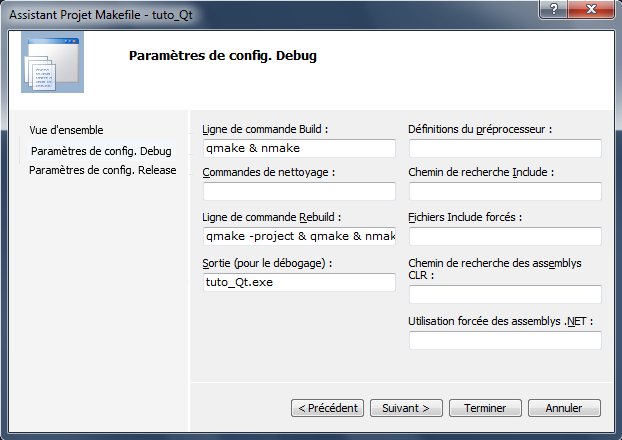 Assistant Projet Makefile - tuto_Qt
Paramètres de config. Debug
Vue d'ensemble
Paramètres de config. Debug
Paramètres de config. Release
Ligne de commande Build :
qmake & nmake
Commandes de nettoyage :
Ligne de commande Rebuild :
qmake -project & qmake & nmak
Sortie (pour le débogage) :
tuto_Qt.exe
Définitions du préprocesseur :
Chemin de recherche Include :
Fichiers Include forcés :
Chemin de recherche des assemblys
CLR :
Utilisation forcée des assemblys .NET :
< Précédent
Suivant >
Terminer
Annuler